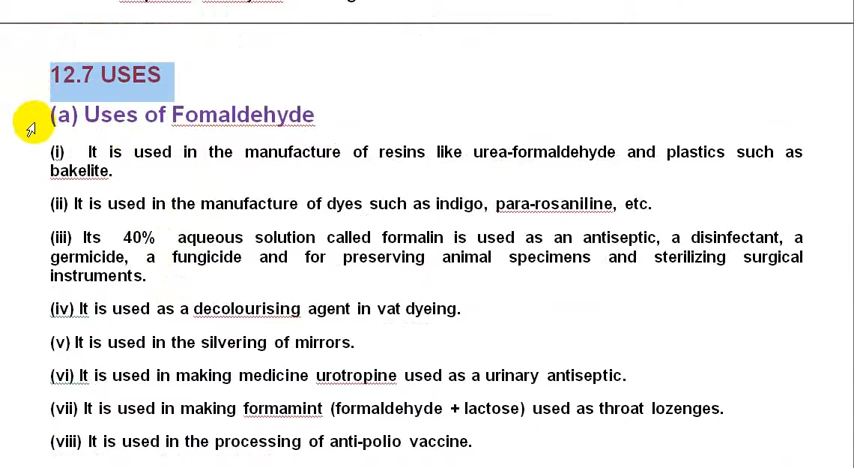 12.7 USES
(a) Uses of Fomaldehyde
(i) It is used in the manufacture of resins like urea-formaldehyde and plastics such as
bakelite.
(ii) It is used in the manufacture of dyes such as indigo, para-rosaniline, etc.
(iii) Its 40% aqueous solution called formalin is used as an antiseptic, a disinfectant, a
germicide, a fungicide and for preserving animal specimens and sterilizing surgical
instruments.
(iv) It is used as a decolourising agent in vat dyeing.
(v) It is used in the silvering of mirrors.
(vi) It is used in making medicine urotropine used as a urinary antiseptic.
(vii) It is used in making formamint (formaldehyde + lactose) used as throat lozenges.
(viii) It is used in the processing of anti-polio vaccine.